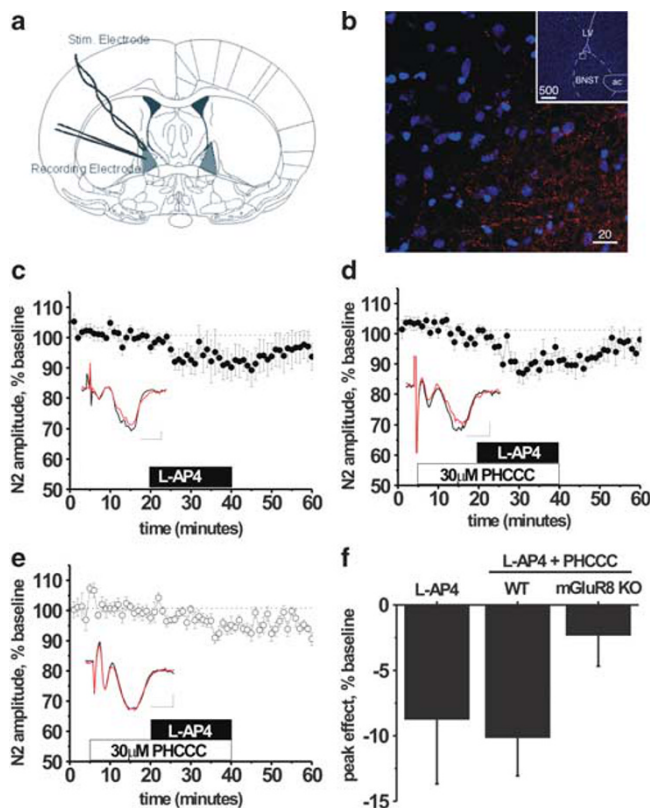 a
Stim. Electrode
Recording Electrode
b
LV
BNST
ac
500
20
c
N2 amplitude, % baseline
110
100
90
80
70
60
50
L-AP4
0 10 20 30 40 50 60
time (minutes)
d
N2 amplitude, % baseline
110
100
90
80
70
60
50
L-AP4
30µM PHCCC
0 10 20 30 40 50 60
time (minutes)
e
N2 amplitude, % baseline
110
100
90
80
70
60
50
L-AP4
30µM PHCCC
0 10 20 30 40 50 60
time (minutes)
f
L-AP4 + PHCCC
L-AP4 WT mGluR8 KO
peak effect, % baseline
0
-5
-10
-15